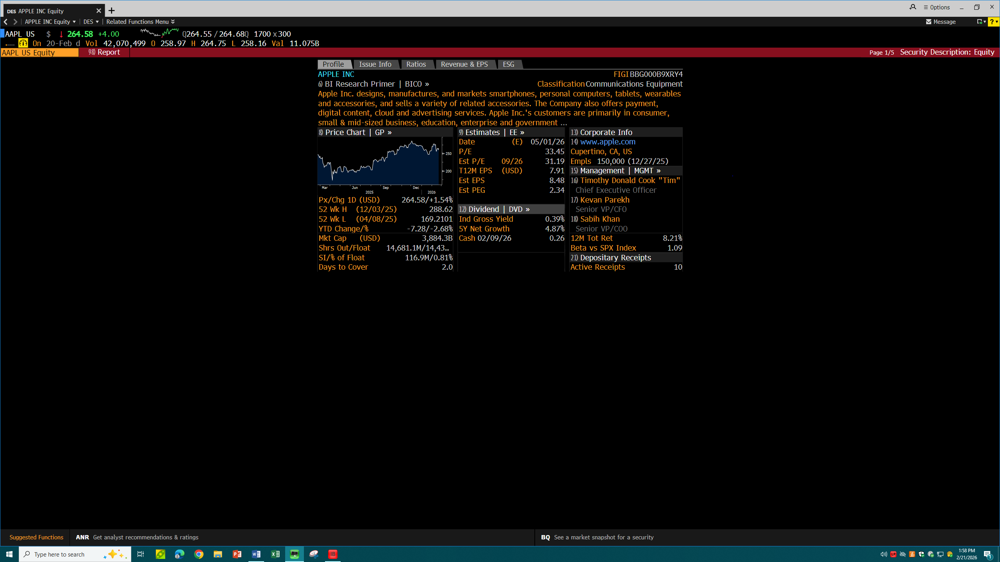 DES APPLE INC Equity
Options
APPLE INC Equity DES Related Functions Menu
Message
?
AAPL US $ ↓ 264.58 +4.00 Q264.55 / 264.68Q 1700 x 300
On 20-Feb d Vol 42,070,499 O 258.97 H 264.75 L 258.16 Val 11.075B
AAPL US Equity 98) Report Page 1/5 Security Description: Equity
Profile Issue Info Ratios Revenue & EPS ESG
APPLE INC FIGI BBG000B9XRY4
6) BI Research Primer | BICO » Classification Communications Equipment
Apple Inc. designs, manufactures, and markets smartphones, personal computers, tablets, wearables
and accessories, and sells a variety of related accessories. The Company also offers payment,
digital content, cloud and advertising services. Apple Inc.'s customers are primarily in consumer,
small & mid-sized business, education, enterprise and government ...
8) Price Chart | GP »
250
200
Mar Jun Sep Dec
2025 2026
Px/Chg 1D (USD) 264.58/+1.54%
52 Wk H (12/03/25) 288.62
52 Wk L (04/08/25) 169.2101
YTD Change/% -7.28/-2.68%
Mkt Cap (USD) 3,884.3B
Shrs Out/Float 14,681.1M/14,43...
SI/% of Float 116.9M/0.81%
Days to Cover 2.0
9) Estimates | EE »
Date (E) 05/01/26
P/E 33.45
Est P/E 09/26 31.19
T12M EPS (USD) 7.91
Est EPS 8.48
Est PEG 2.34
12) Dividend | DVD »
Ind Gross Yield 0.39%
5Y Net Growth 4.87%
Cash 02/09/26 0.26
13) Corporate Info
14) www.apple.com
Cupertino, CA, US
Empls 150,000 (12/27/25)
15) Management | MGMT »
16) Timothy Donald Cook "Tim"
Chief Executive Officer
17) Kevan Parekh
Senior VP/CFO
18) Sabih Khan
Senior VP/COO
12M Tot Ret 8.21%
Beta vs SPX Index 1.09
21) Depositary Receipts
Active Receipts 10
Suggested Functions ANR Get analyst recommendations & ratings BQ See a market snapshot for a security
Type here to search
IB
LP
1:58 PM
2/21/2026
1